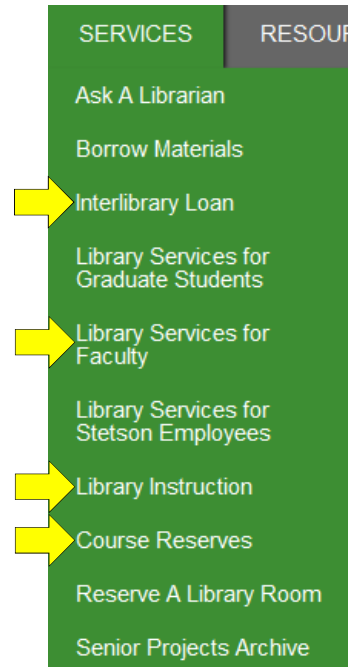 SERVICES
Ask A Librarian
Borrow Materials
Interlibrary Loan
Library Services for
Graduate Students
Library Services for
Faculty
Library Services for
Stetson Employees
Library Instruction
Course Reserves
Reserve A Library Room
Senior Projects Archive